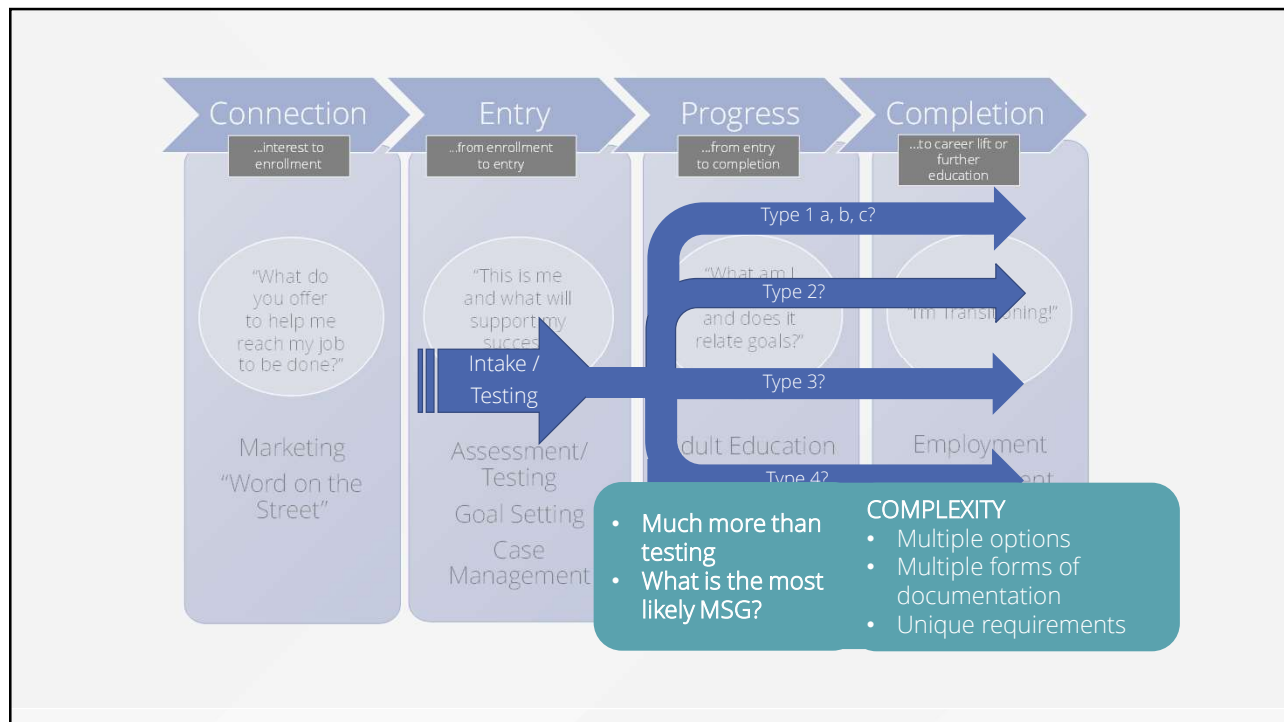 Connection
...interest to
enrollment
Entry
...from enrollment
to entry
Progress
...from entry
to completion
Completion
...to career lift or
further
education
"What do
you offer
to help me
reach my job
to be done?"
Marketing
"Word on the
Street"
"This is me
and what will
support my
Intake /
Testing
Assessment/
Testing
Goal Setting
Case
Management
Type 1 a, b, c?
"What am I
Type 2?
and does it
relate goals?"
Type 3?
Type 4?
"I'm Transitioning!"
Employment
• Much more than
testing
• What is the most
likely MSG?
COMPLEXITY
• Multiple options
• Multiple forms of
documentation
• Unique requirements